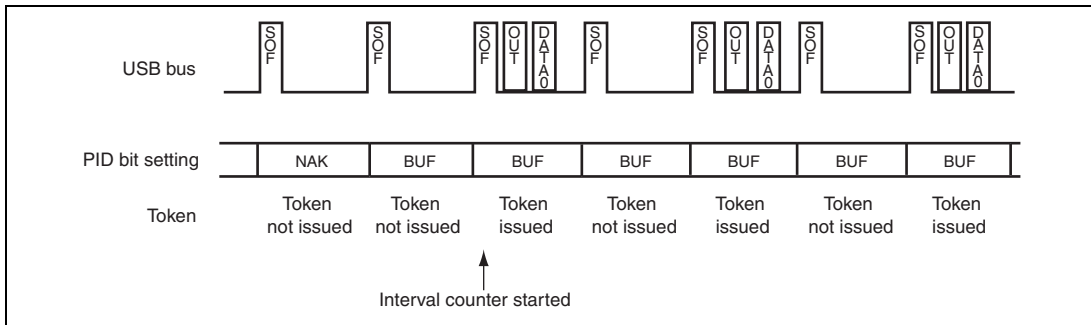 USB bus
SOF SOF SOF OUT DATA0 SOF SOF OUT DATA0 SOF SOF OUT DATA0
PID bit setting
NAK BUF BUF BUF BUF BUF BUF
Token
Token not issued
Token not issued
Token issued
Token not issued
Token issued
Token not issued
Token issued
Interval counter started